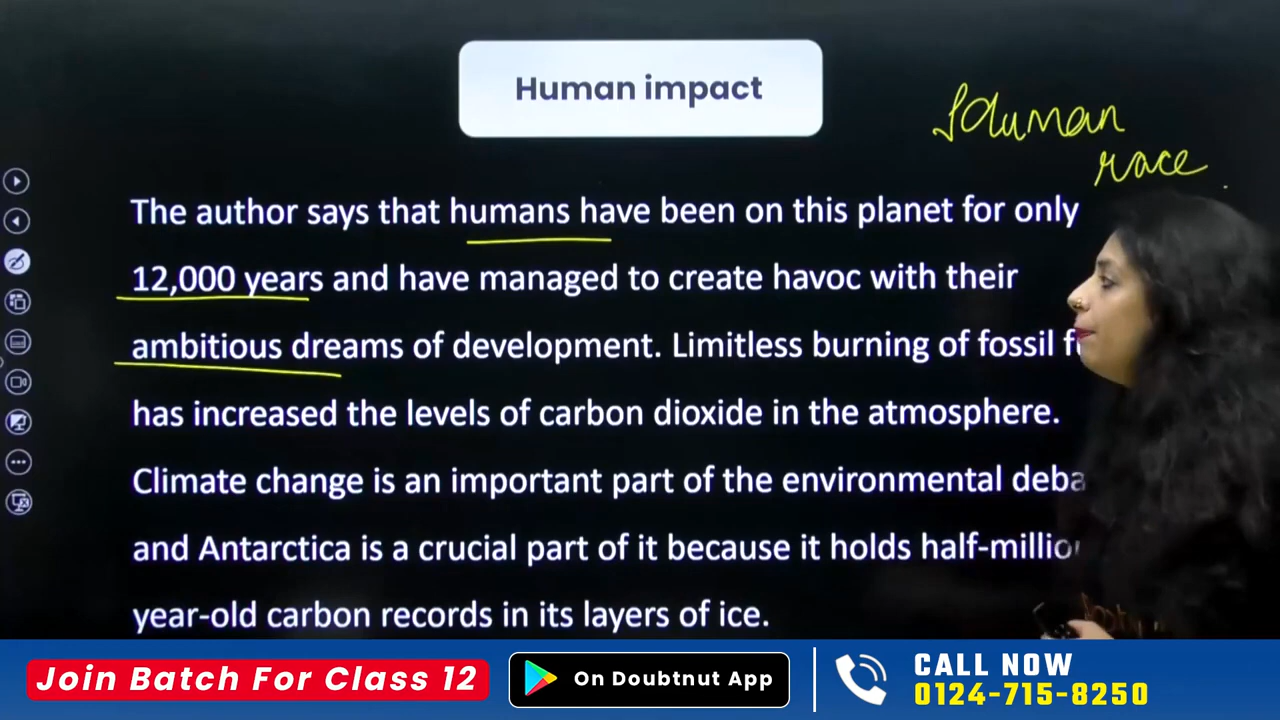 Human impact
Human
race
The author says that humans have been on this planet for only
12,000 years and have managed to create havoc with their
ambitious dreams of development. Limitless burning of fossil f
has increased the levels of carbon dioxide in the atmosphere.
Climate change is an important part of the environmental deba
and Antarctica is a crucial part of it because it holds half-million
year-old carbon records in its layers of ice.
Join Batch For Class 12
On Doubtnut App
CALL NOW
0124-715-8250